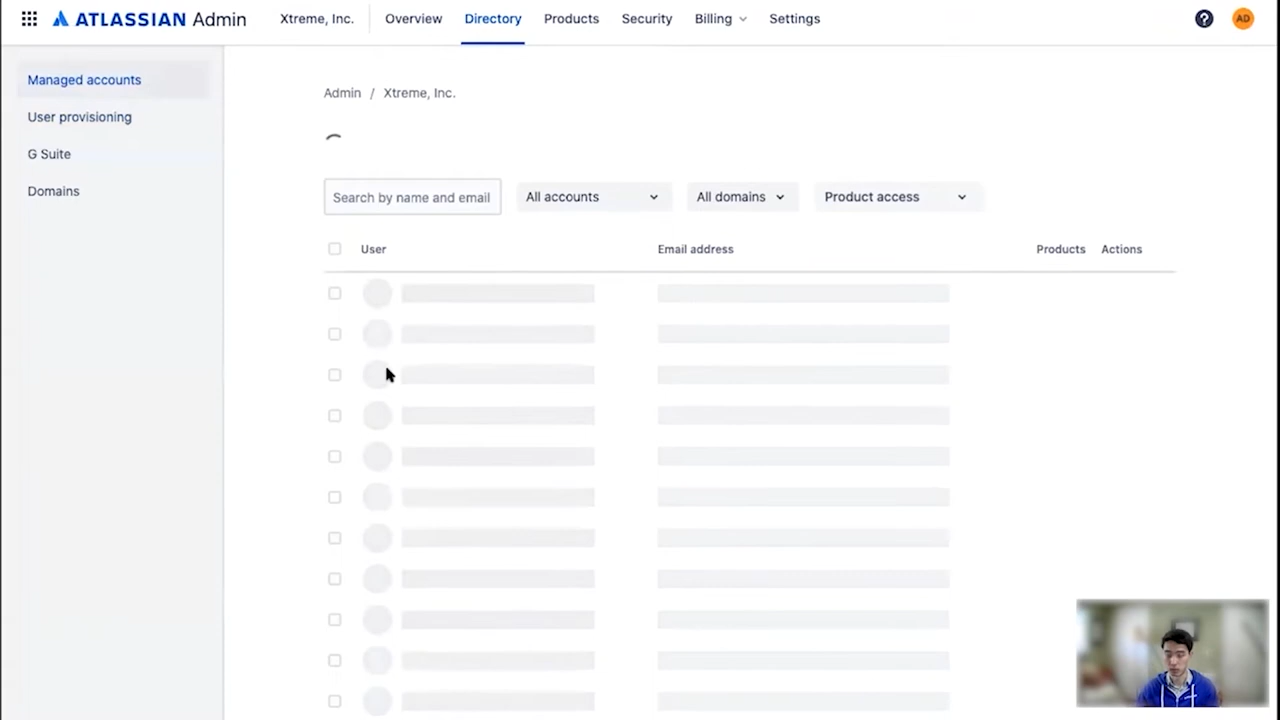 ATLASSIAN Admin Xtreme, Inc. Overview Directory Products Security Billing Settings AD
Managed accounts
User provisioning
G Suite
Domains
Admin / Xtreme, Inc.
Search by name and email All accounts All domains Product access
User Email address Products Actions